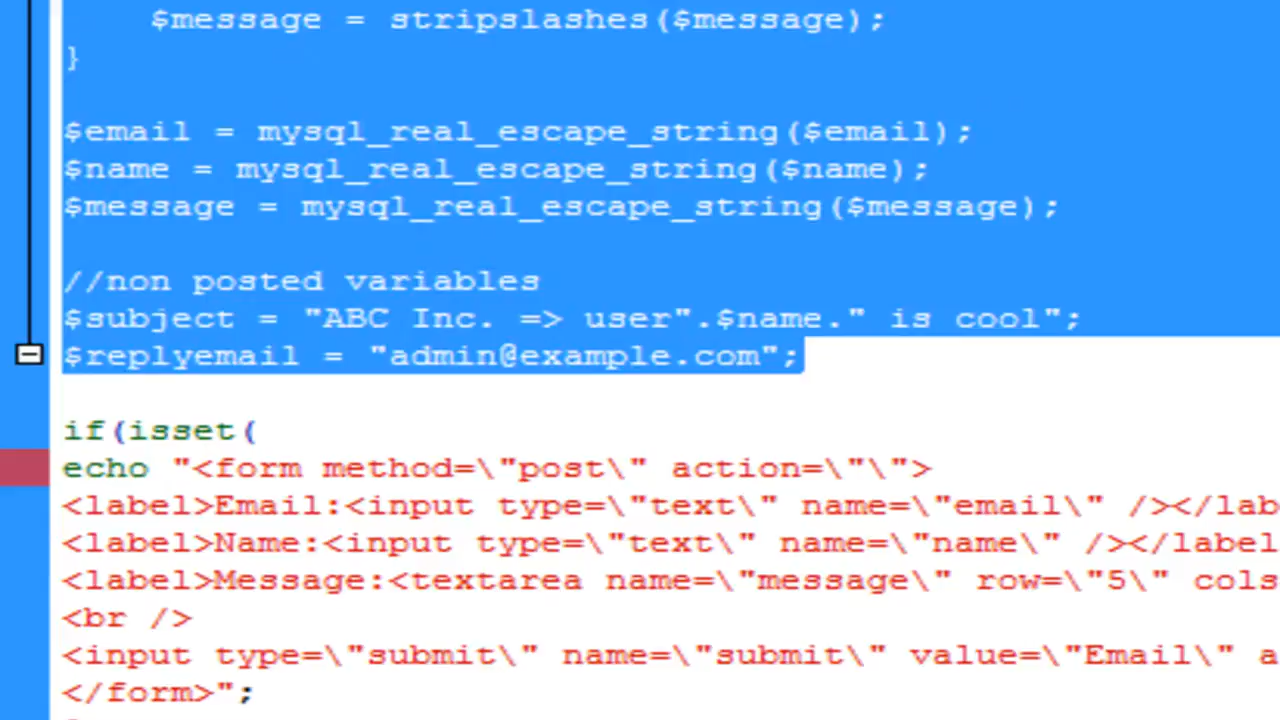 $message = stripslashes($message);
}
$email = mysql_real_escape_string($email);
$name = mysql_real_escape_string($name);
$message = mysql_real_escape_string($message);
//non posted variables
$subject = "ABC Inc. => user".$name." is cool";
$replyemail = "admin@example.com";
if(isset(
echo "<form method=\"post\" action=\"\">
<label>Email:<input type=\"text\" name=\"email\" /></lab
<label>Name:<input type=\"text\" name=\"name\" /></label
<label>Message:<textarea name=\"message\" row=\"5\" cols
<br />
<input type=\"submit\" name=\"submit\" value=\"Email\" a
</form>";